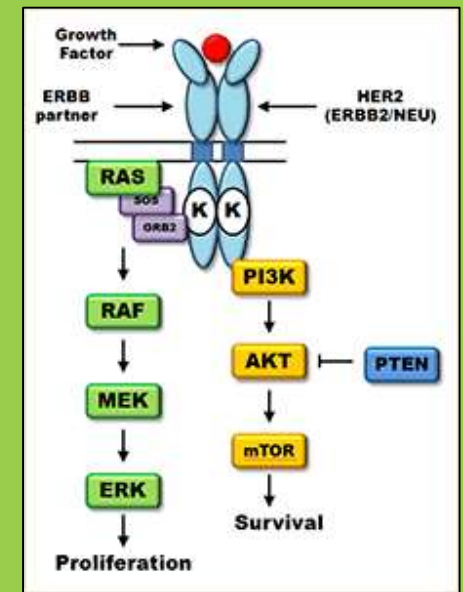 Growth
Factor
ERBB
partner
HER2
(ERBB2/NEU)
RAS
SOS
GRB2
K K
PI3K
RAF
AKT
PTEN
MEK
mTOR
ERK
Survival
Proliferation